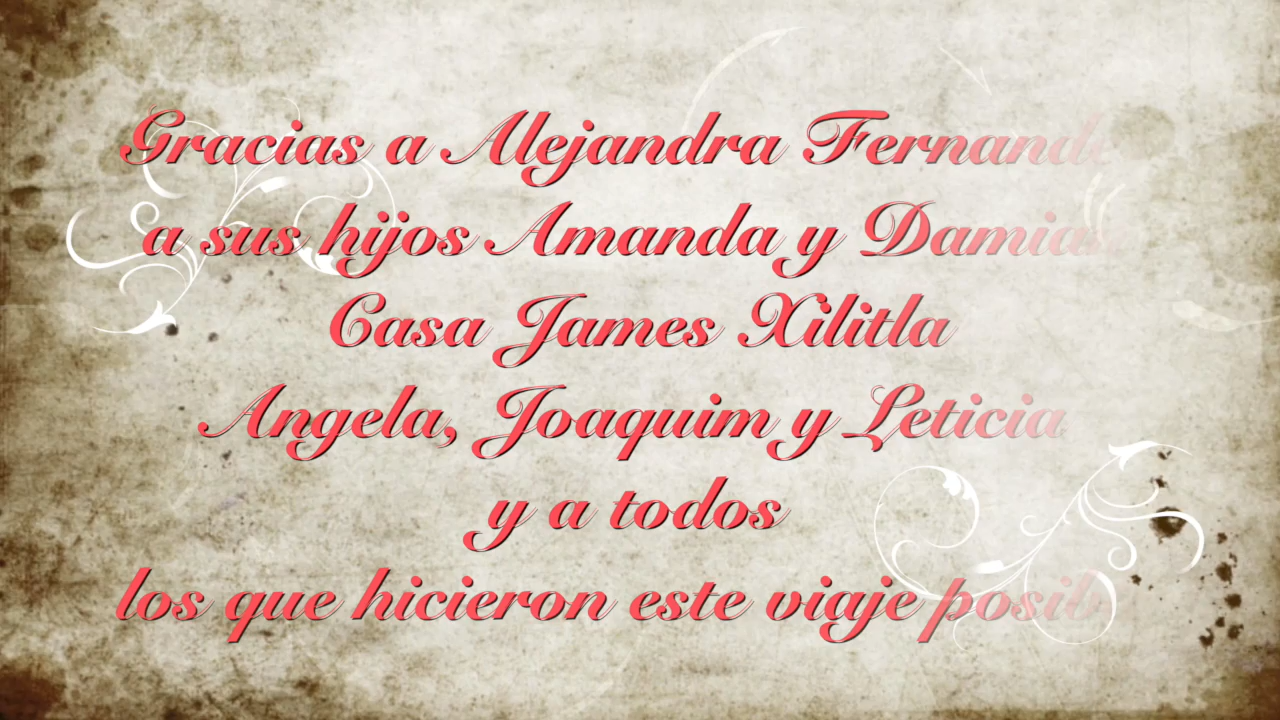 Gracias a Alejandra
a sus hijos Amanda y
Casa James Xilitla
Angela, Joaquim y Leticia
y a todos
los que hicieron este viaje